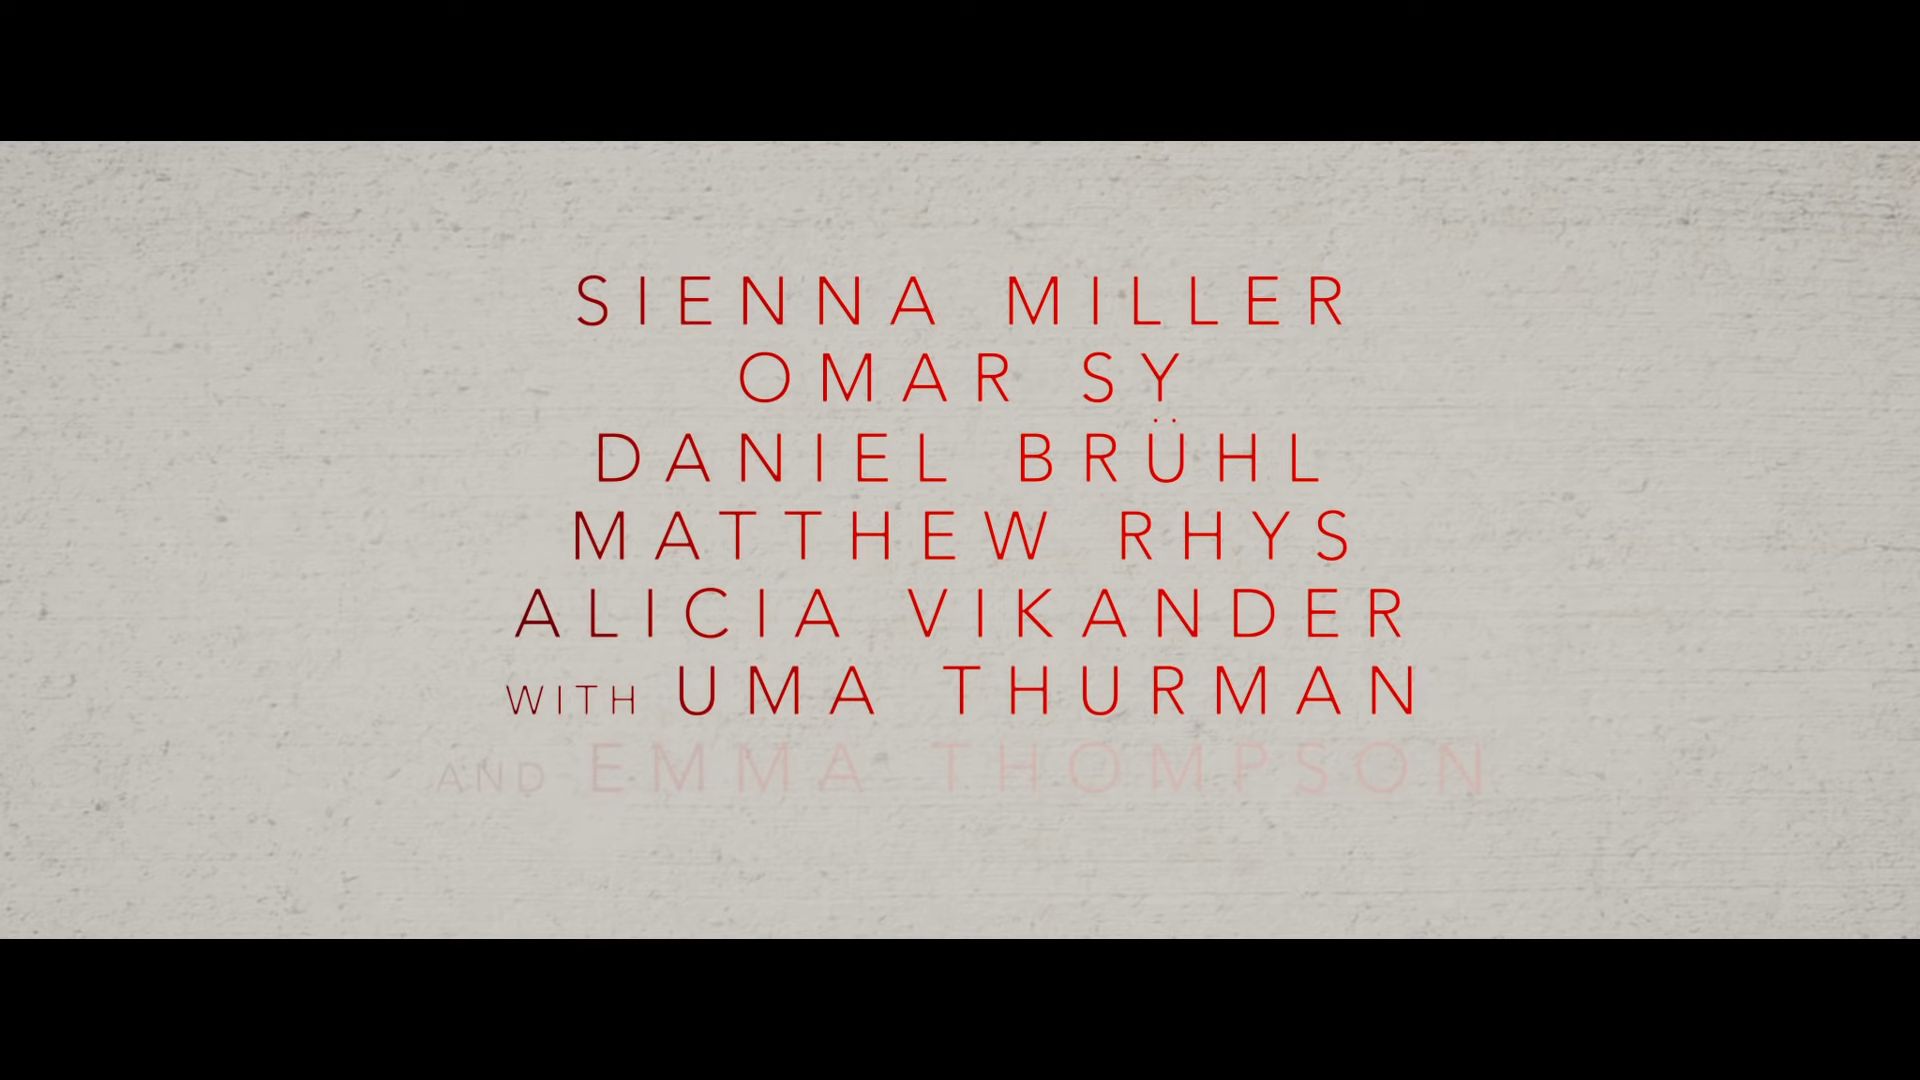 SIENNA MILLER
OMAR SY
DANIEL BRÜHL
MATTHEW RHYS
ALICIA VIKANDER
WITH UMA THURMAN
AND EMMA THOMPSON